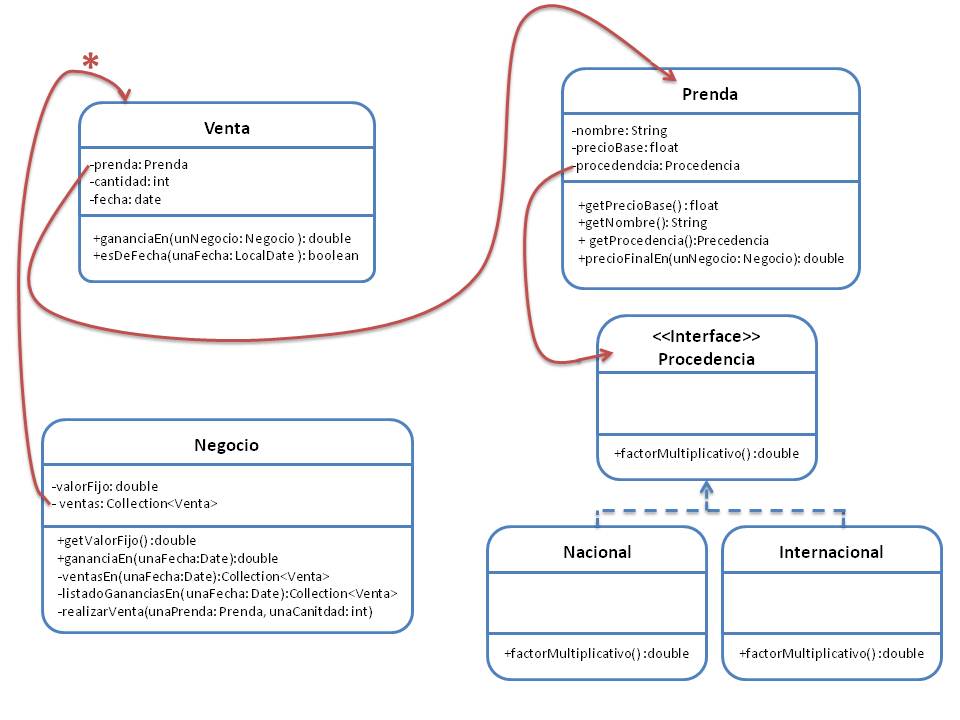 *
Venta
-prenda: Prenda
-cantidad: int
-fecha: date
+gananciaEn(unNegocio: Negocio ): double
+esDeFecha(unaFecha: LocalDate ): boolean
Prenda
-nombre: String
-precioBase: float
-procedendcia: Procedencia
+getPrecioBase() : float
+getNombre(): String
+ getProcedencia():Precedencia
+precioFinalEn(unNegocio: Negocio): double
<<Interface>>
Procedencia
+factorMultiplicativo() :double
Negocio
-valorFijo: double
- ventas: Collection<Venta>
+getValorFijo() :double
+gananciaEn(unaFecha:Date):double
-ventasEn(unaFecha:Date):Collection<Venta>
-listadoGananciasEn(unaFecha: Date):Collection<Venta>
-realizarVenta(unaPrenda: Prenda, unaCanitdad: int)
Nacional
+factorMultiplicativo() :double
Internacional
+factorMultiplicativo() :double